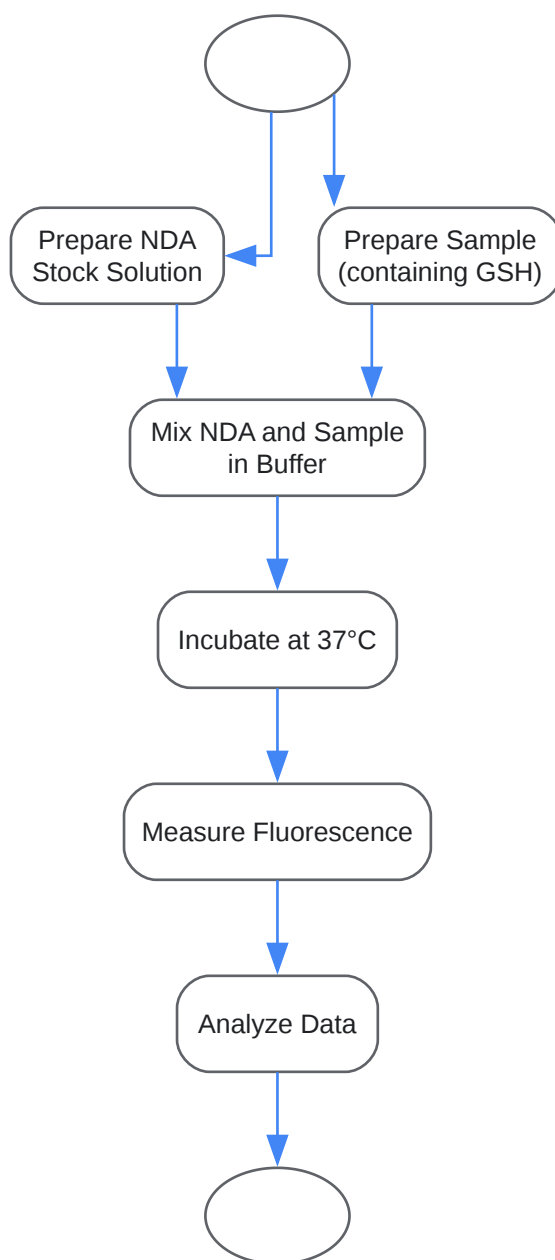 Prepare NDA
Stock Solution
Prepare Sample
(containing GSH)
Mix NDA and Sample
in Buffer
Incubate at 37°C
Measure Fluorescence
Analyze Data